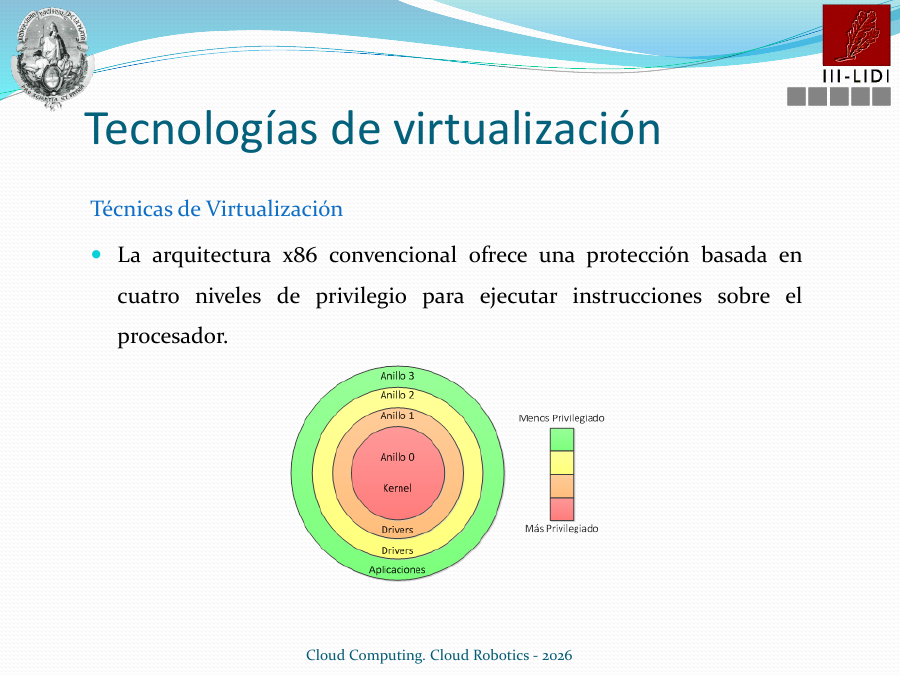 III-LIDI
Tecnologías de virtualización
Técnicas de Virtualización
• La arquitectura x86 convencional ofrece una protección basada en
cuatro niveles de privilegio para ejecutar instrucciones sobre el
procesador.
Anillo 3
Anillo 2
Anillo 1
Anillo 0
Kernel
Drivers
Drivers
Aplicaciones
Menos Privilegiado
Más Privilegiado
Cloud Computing. Cloud Robotics - 2026